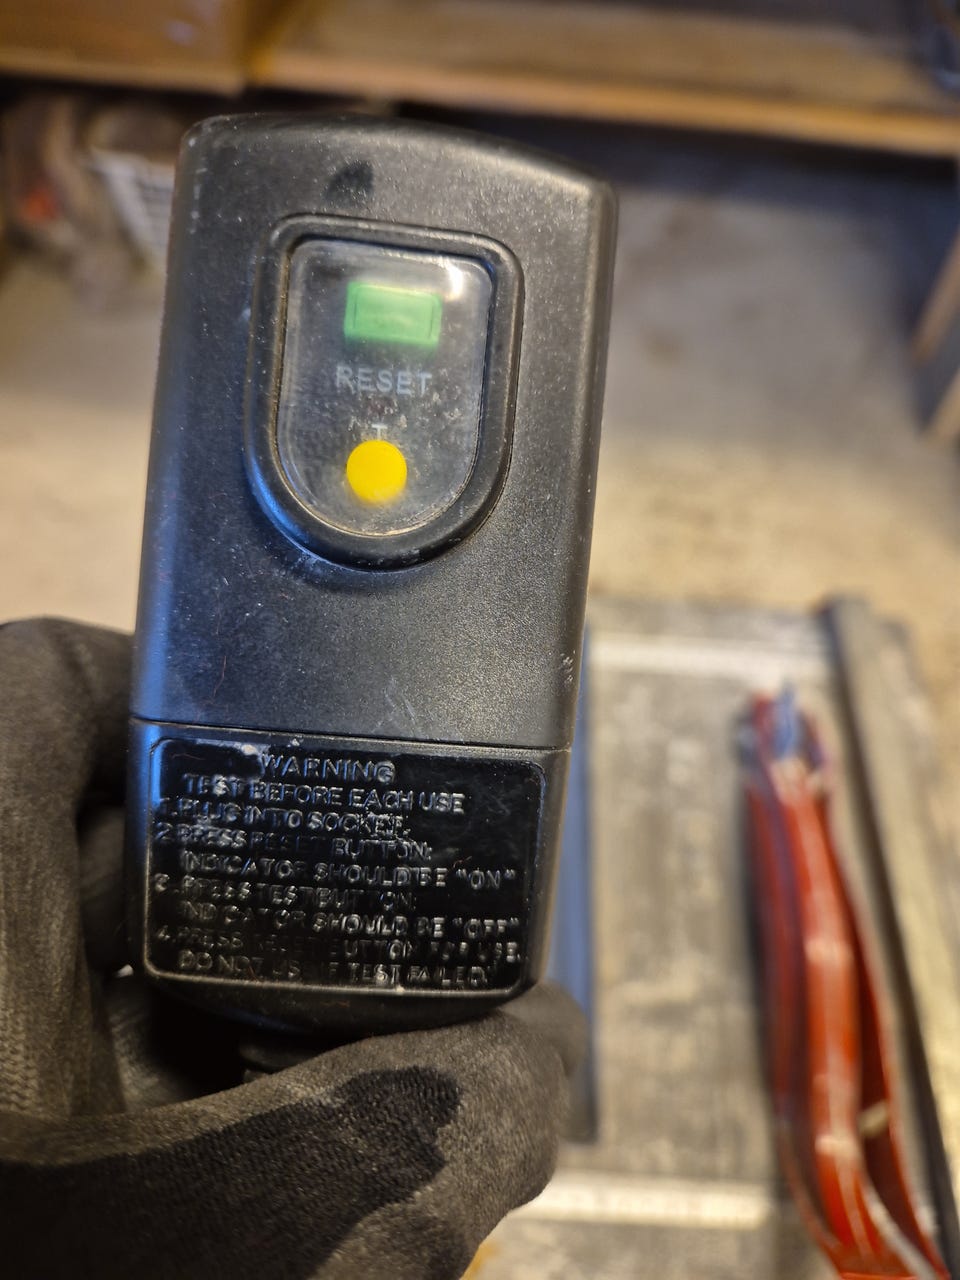 RESET
T
WARNING
TEST BEFORE EACH USE
1. PLUG INTO SOCKET.
2. PRESS RESET BUTTON:
INDICATOR SHOULD BE "ON"
3. PRESS TEST BUTTON:
INDICATOR SHOULD BE "OFF"
4. PRESS RESET BUTTON FOR USE.
DO NOT USE IF TEST FAILED!